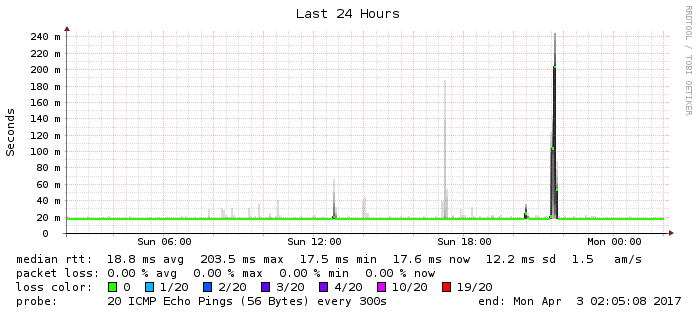 Last 24 Hours
RRDTOOL / TOBI OETIKER
Seconds
240 m
220 m
200 m
180 m
160 m
140 m
120 m
100 m
80 m
60 m
40 m
20 m
0
Sun 06:00 Sun 12:00 Sun 18:00 Mon 00:00
median rtt: 18.8 ms avg 203.5 ms max 17.5 ms min 17.6 ms now 12.2 ms sd 1.5 am/s
packet loss: 0.00 % avg 0.00 % max 0.00 % min 0.00 % now
loss color: 0 1/20 2/20 3/20 4/20 10/20 19/20
probe: 20 ICMP Echo Pings (56 Bytes) every 300s end: Mon Apr 3 02:05:08 2017